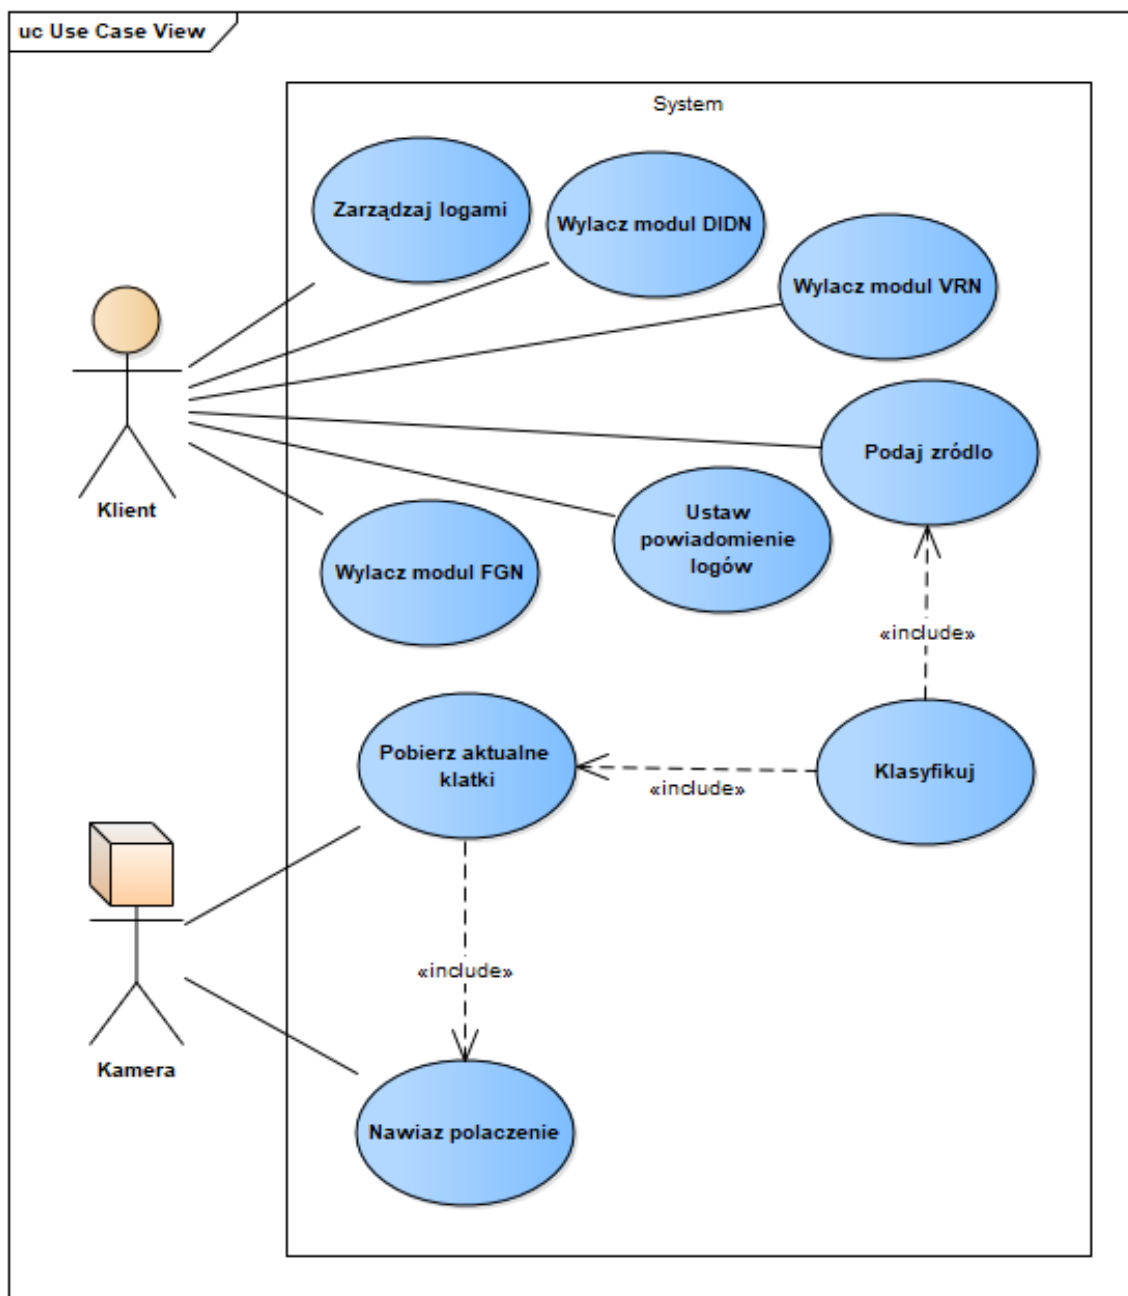 uc Use Case View
System
Zarządzaj logami
Wylacz modul DIDN
Wylacz modul VRN
Podaj zródlo
Klient
Ustaw
powiadomienie
logów
Wylacz modul FGN
«include»
Pobierz aktualne
klatki
Klasyfikuj
«include»
«include»
Kamera
Nawiaz polaczenie